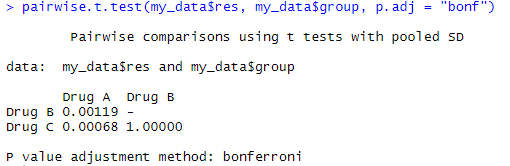 > pairwise.t.test(my_data$res, my_data$group, p.adj = "bonf")
Pairwise comparisons using t tests with pooled SD
data:  my_data$res and my_data$group
Drug A  Drug B
Drug B 0.00119 -
Drug C 0.00068 1.00000
P value adjustment method: bonferroni